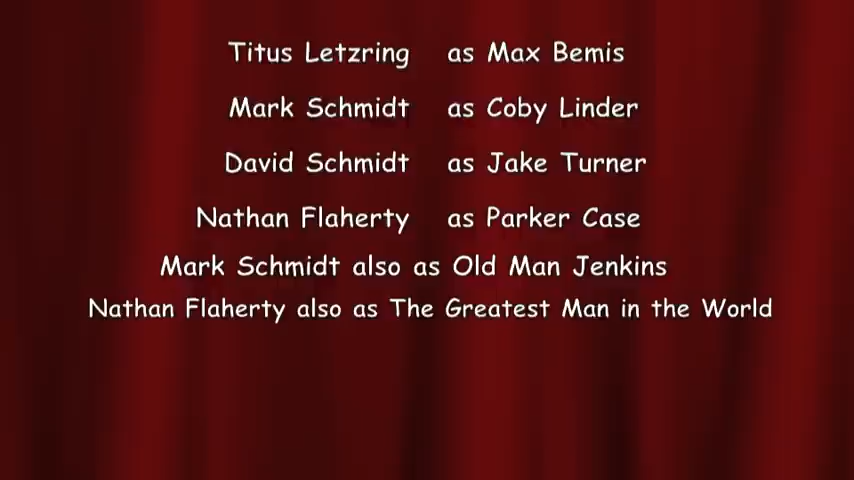 Titus Letzring as Max Bemis
Mark Schmidt as Coby Linder
David Schmidt as Jake Turner
Nathan Flaherty as Parker Case
Mark Schmidt also as Old Man Jenkins
Nathan Flaherty also as The Greatest Man in the World